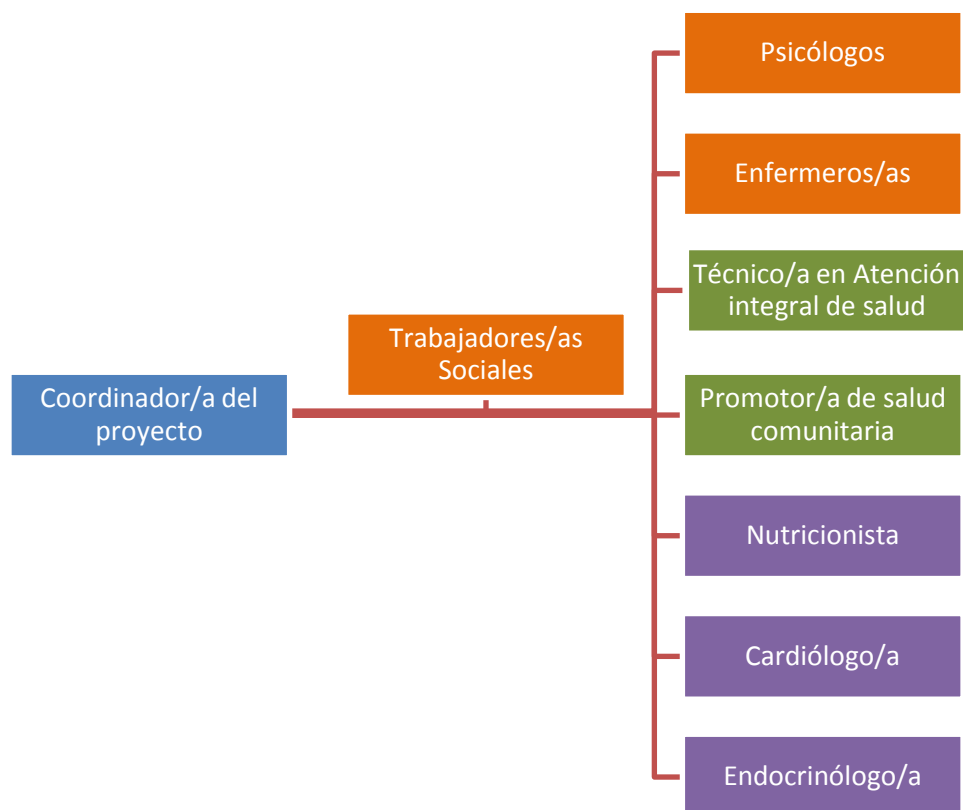 Psicólogos
Enfermeros/as
Técnico/a en Atención
integral de salud
Trabajadores/as
Sociales
Coordinador/a del
proyecto
Promotor/a de salud
comunitaria
Nutricionista
Cardiólogo/a
Endocrinólogo/a